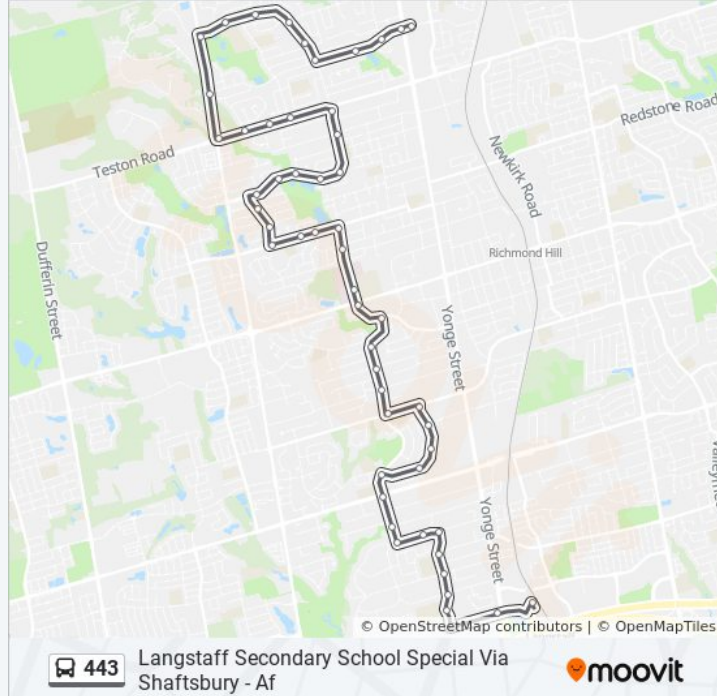 Redstone Road
Teston Road
Newkirk Road
Dufferin Street
Richmond Hill
Yonge Street
Yonge Street
© OpenStreetMap contributors | © OpenMapTiles
443
Langstaff Secondary School Special Via
Shaftsbury - Af
moovit